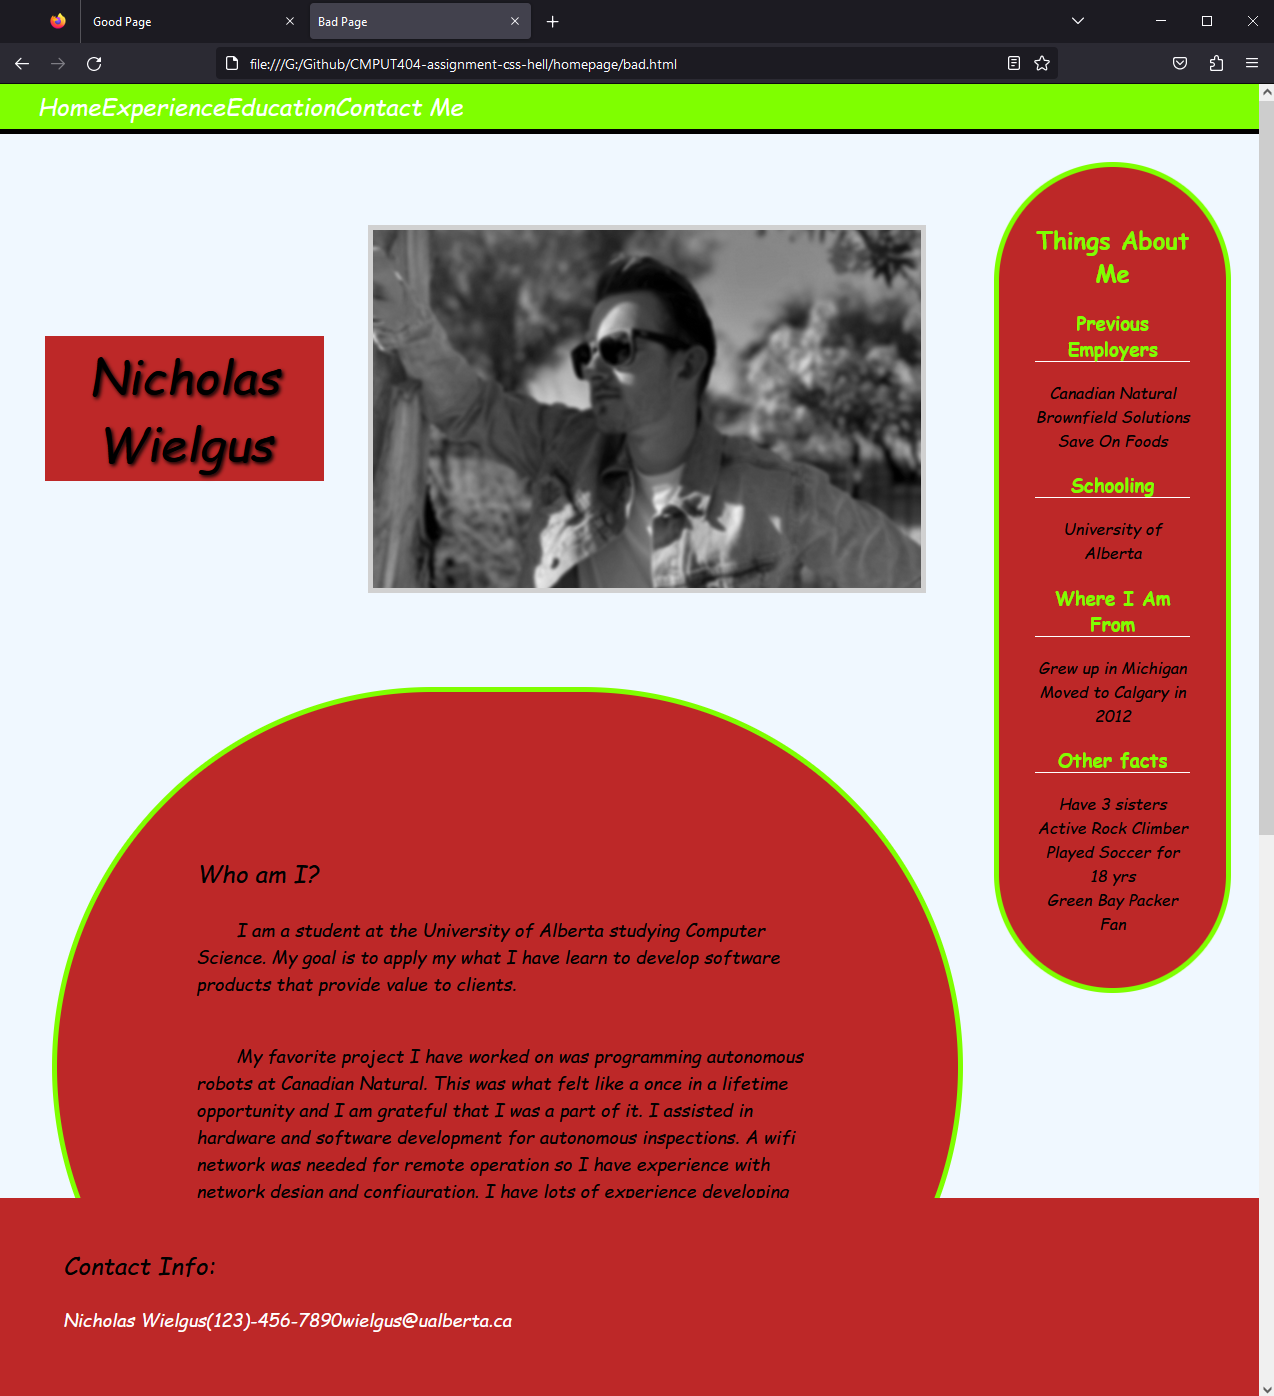 Good Page
Bad Page
file:///G:/Github/CMPUT404-assignment-css-hell/homepage/bad.html
HomeExperienceEducationContact Me
Nicholas
Wielgus
Things About
Me
Previous
Employers
Canadian Natural
Brownfield Solutions
Save On Foods
Schooling
University of
Alberta
Where I Am
From
Grew up in Michigan
Moved to Calgary in
2012
Other facts
Have 3 sisters
Active Rock Climber
Played Soccer for
18 yrs
Green Bay Packer
Fan
Who am I?
I am a student at the University of Alberta studying Computer
Science. My goal is to apply my what I have learn to develop software
products that provide value to clients.
My favorite project I have worked on was programming autonomous
robots at Canadian Natural. This was what felt like a once in a lifetime
opportunity and I am grateful that I was a part of it. I assisted in
hardware and software development for autonomous inspections. A wifi
network was needed for remote operation so I have experience with
network design and configuration. I have lots of experience developing
Contact Info:
Nicholas Wielgus(123)-456-7890wielgus@ualberta.ca